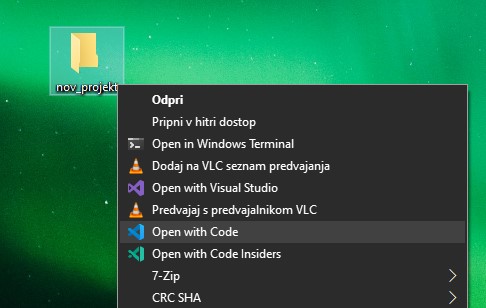 nov_projekt
Odpri
Pripni v hitri dostop
Open in Windows Terminal
Dodaj na VLC seznam predvajanja
Open with Visual Studio
Predvajaj s predvajalnikom VLC
Open with Code
Open with Code Insiders
7-Zip
CRC SHA